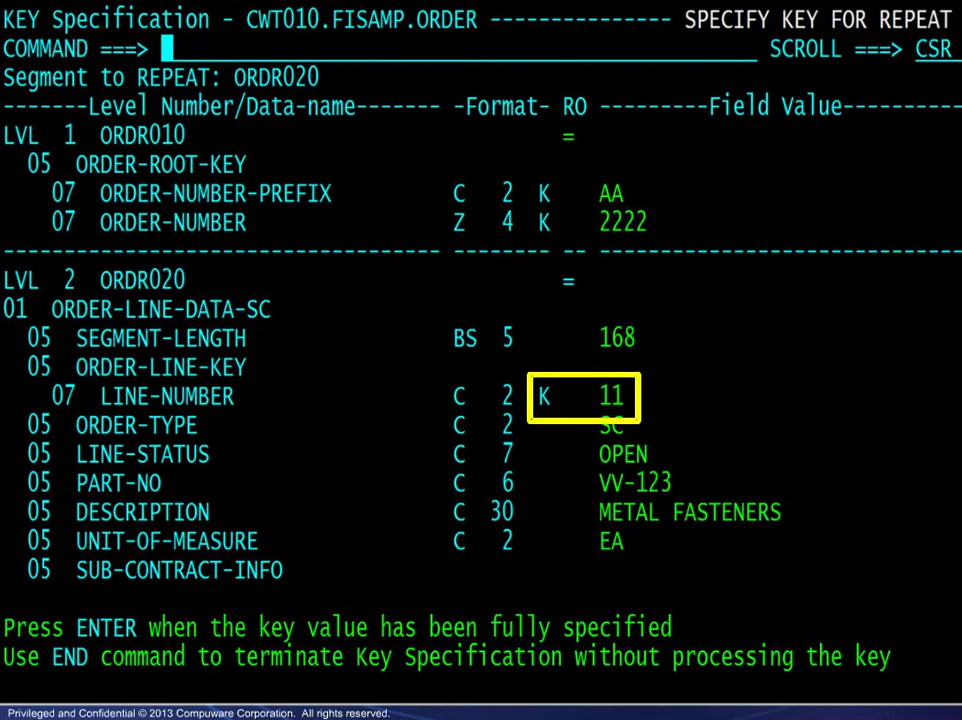 KEY Specification - CWT010.FISAMP.ORDER --------------- SPECIFY KEY FOR REPEAT
COMMAND ===> SCROLL ===> CSR
Segment to REPEAT: ORDR020
-------Level Number/Data-name------- -Format- RO ---------Field Value----------
LVL 1 ORDR010 =
05 ORDER-ROOT-KEY
07 ORDER-NUMBER-PREFIX C 2 K AA
07 ORDER-NUMBER Z 4 K 2222
------------------------------------ -------- -- ------------------------------
LVL 2 ORDR020 =
01 ORDER-LINE-DATA-SC
05 SEGMENT-LENGTH BS 5 168
05 ORDER-LINE-KEY
07 LINE-NUMBER C 2 K 11
05 ORDER-TYPE C 2 SC
05 LINE-STATUS C 7 OPEN
05 PART-NO C 6 VV-123
05 DESCRIPTION C 30 METAL FASTENERS
05 UNIT-OF-MEASURE C 2 EA
05 SUB-CONTRACT-INFO
Press ENTER when the key value has been fully specified
Use END command to terminate Key Specification without processing the key
Privileged and Confidential © 2013 Compuware Corporation. All rights reserved.